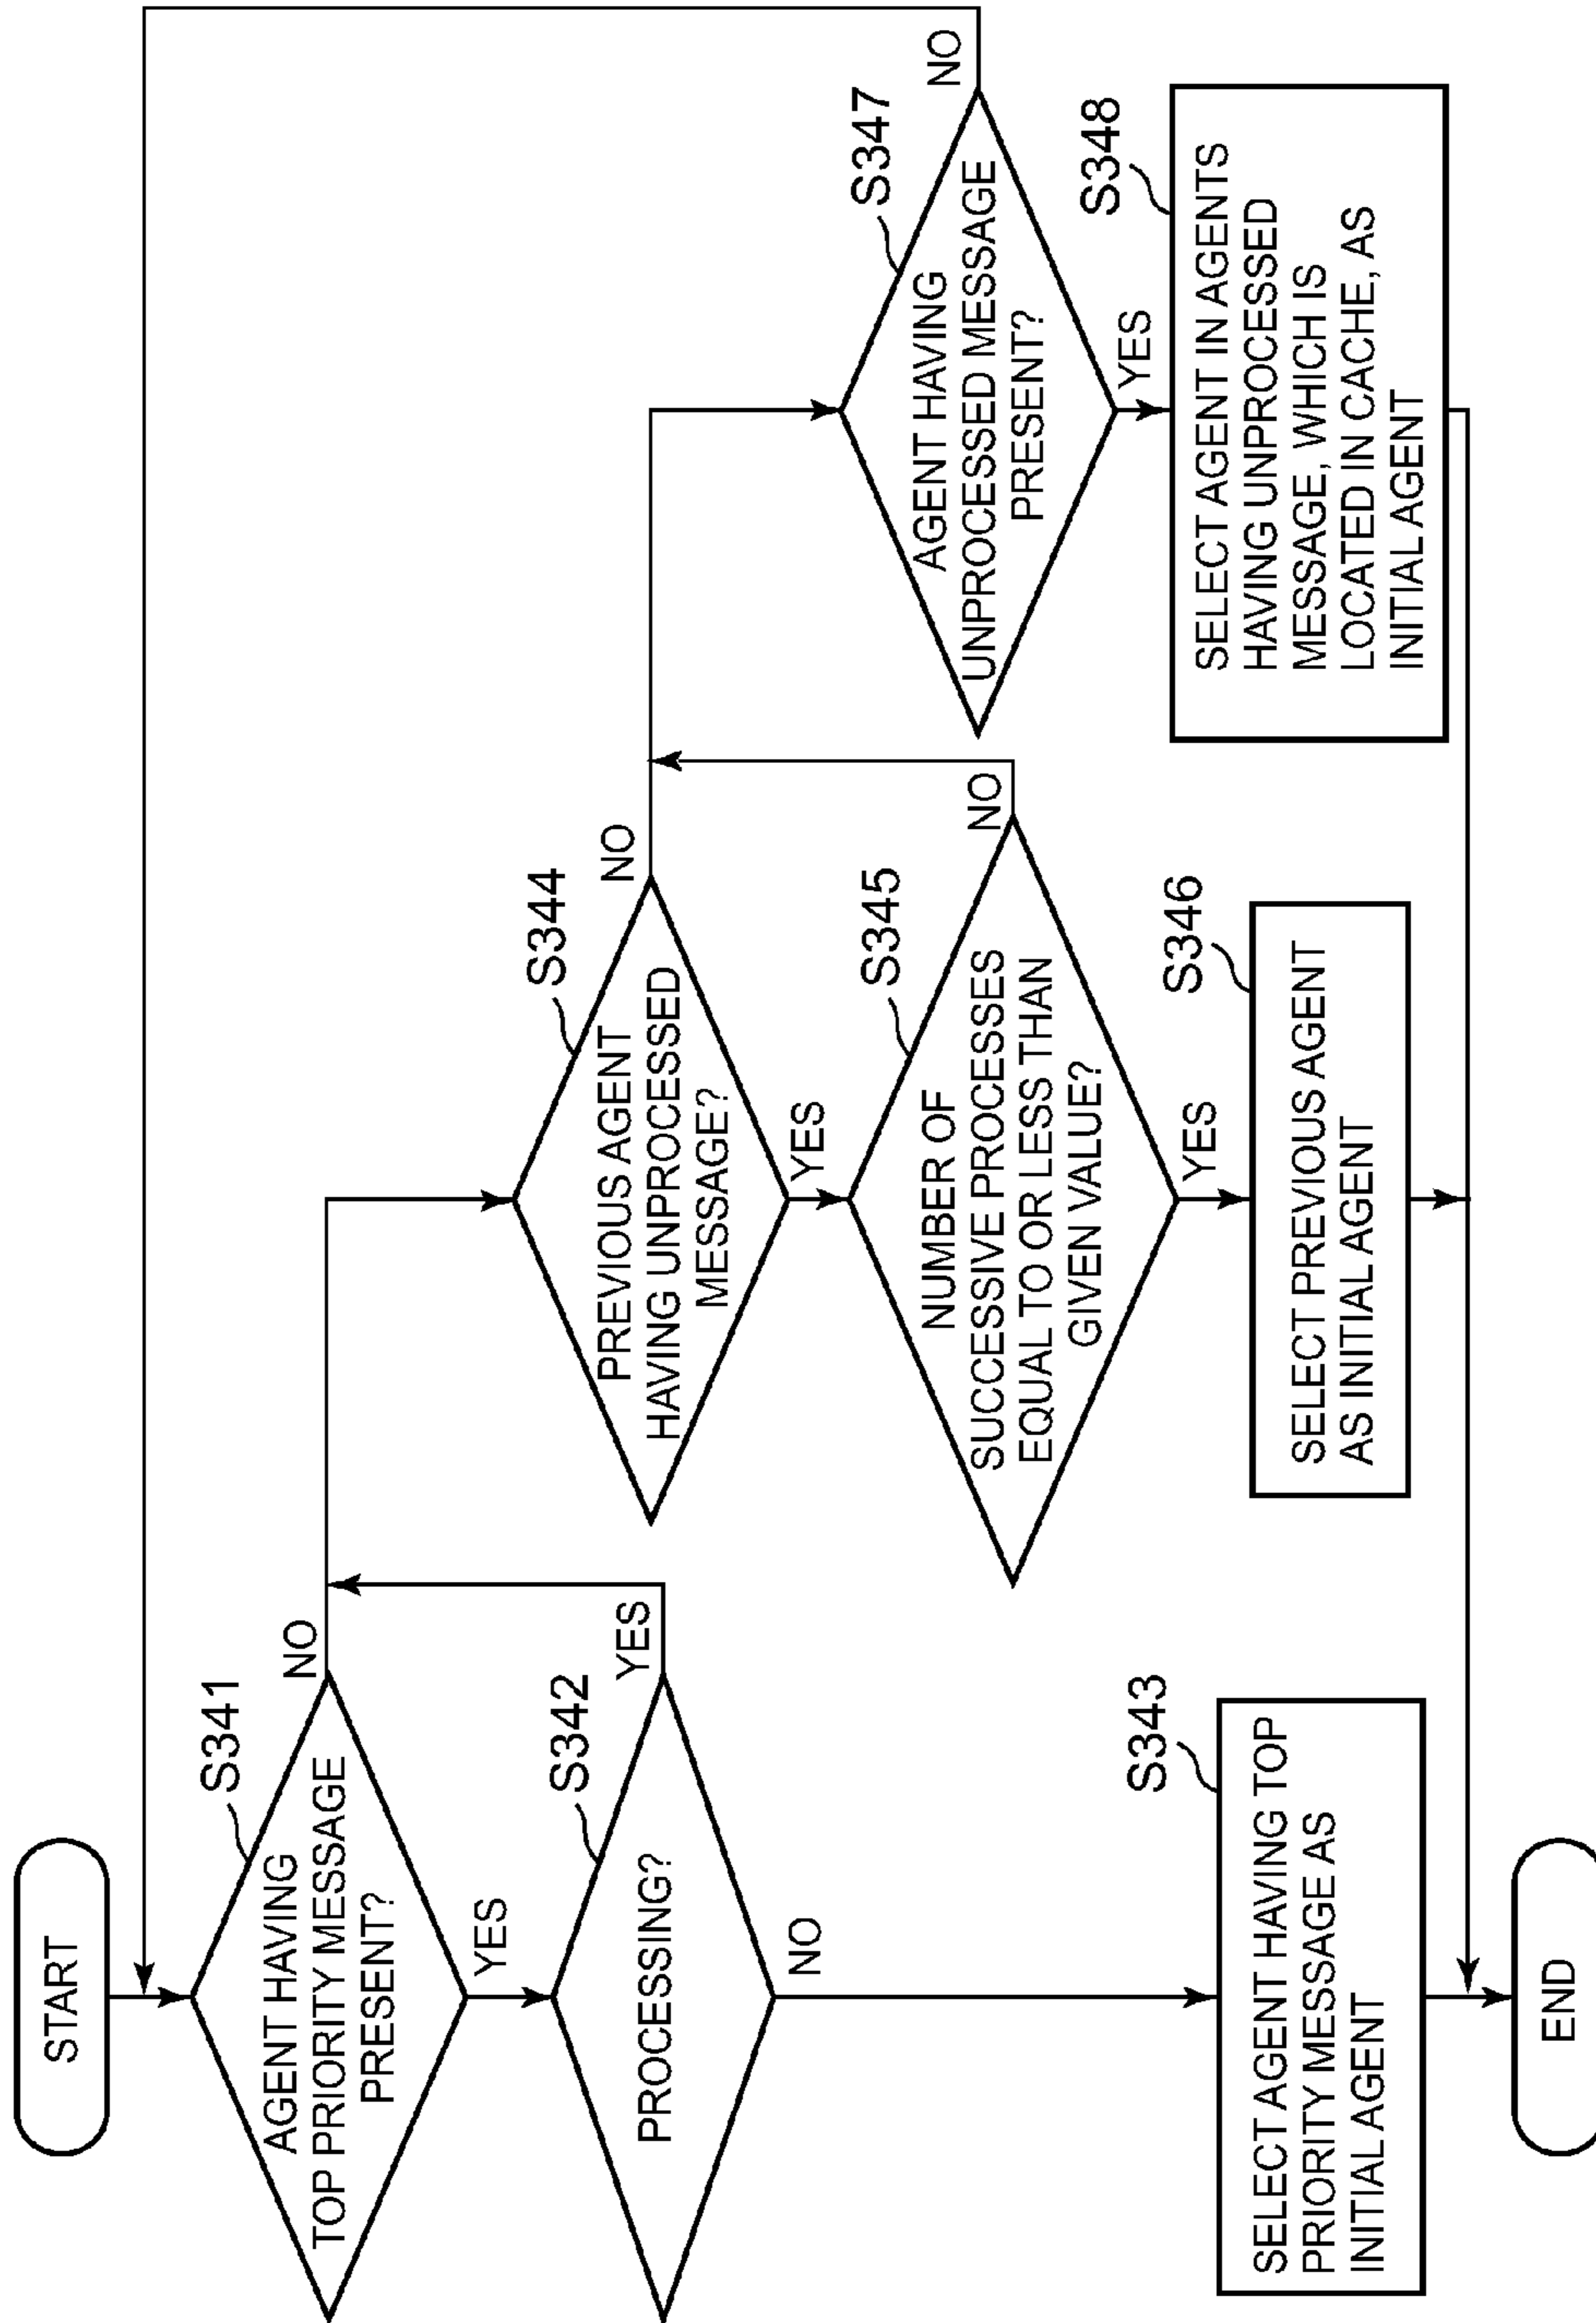 START
S341
AGENT HAVING
TOP PRIORITY MESSAGE
PRESENT?
NO
YES
S342
PROCESSING?
YES
NO
S343
SELECT AGENT HAVING TOP
PRIORITY MESSAGE AS
INITIAL AGENT
END
S344
PREVIOUS AGENT
HAVING UNPROCESSED
MESSAGE?
NO
YES
S345
NUMBER OF
SUCCESSIVE PROCESSES
EQUAL TO OR LESS THAN
GIVEN VALUE?
NO
YES
S346
SELECT PREVIOUS AGENT
AS INITIAL AGENT
S347
AGENT HAVING
UNPROCESSED MESSAGE
PRESENT?
NO
YES
S348
SELECT AGENT IN AGENTS
HAVING UNPROCESSED
MESSAGE, WHICH IS
LOCATED IN CACHE, AS
INITIAL AGENT